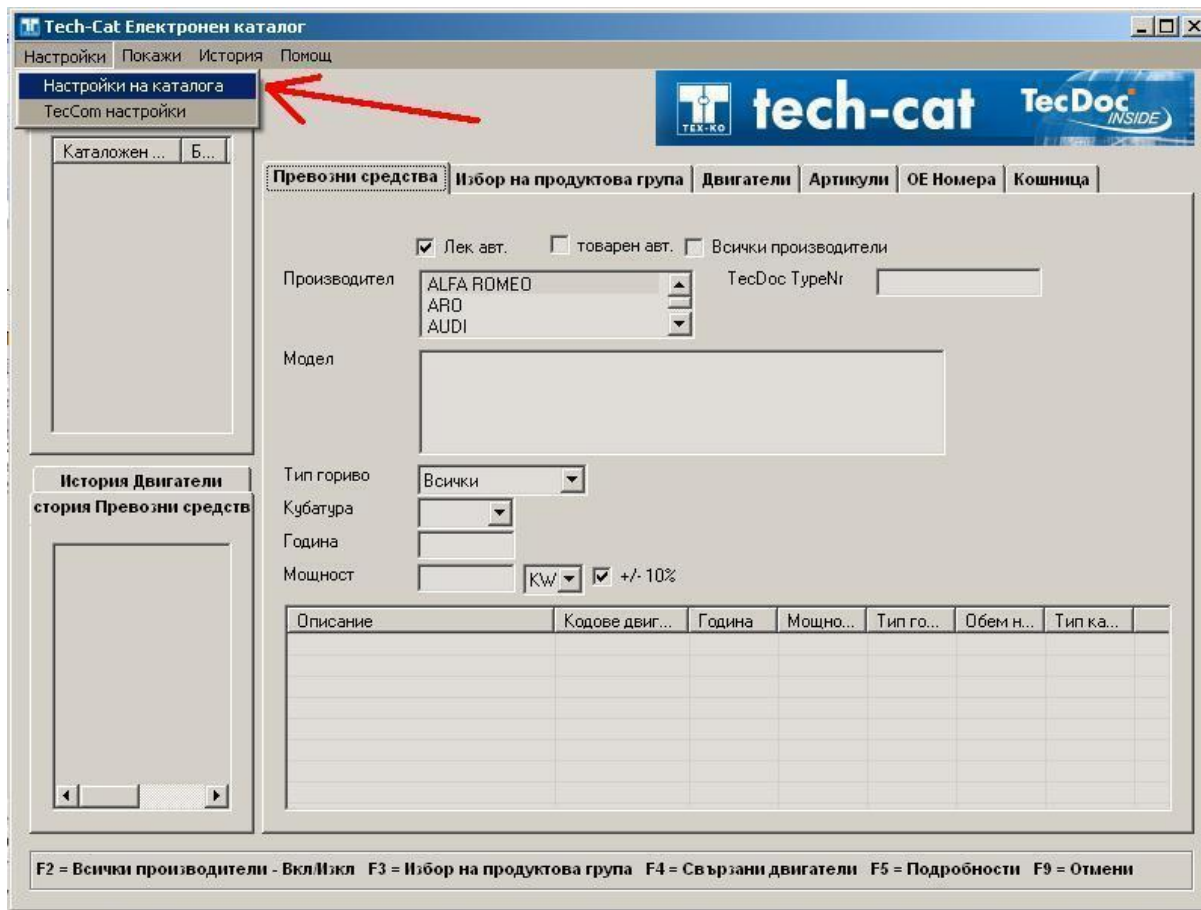 Tech-Cat Електронен каталог
Настройки Покажи История Помощ
Настройки на каталога
TecCom настройки
ТЕХ-КО tech-cat TecDoc INSIDE
Каталожен ... Б...
Превозни средства Избор на продуктова група Двигатели Артикули ОЕ Номера Кошница
Лек авт. товарен авт. Всички производители
Производител ALFA ROMEO TecDoc TypeNr
ARO
AUDI
Модел
Тип гориво Всички
Кубатура
Година
Мощност KW +/- 10%
История Двигатели
стория Превозни средств
Описание Кодове двиг... Година Мощно... Тип го... Обем н... Тип ка...
F2 = Всички производители - Вкл/Изкл F3 = Избор на продуктова група F4 = Свързани двигатели F5 = Подробности F9 = Отмени